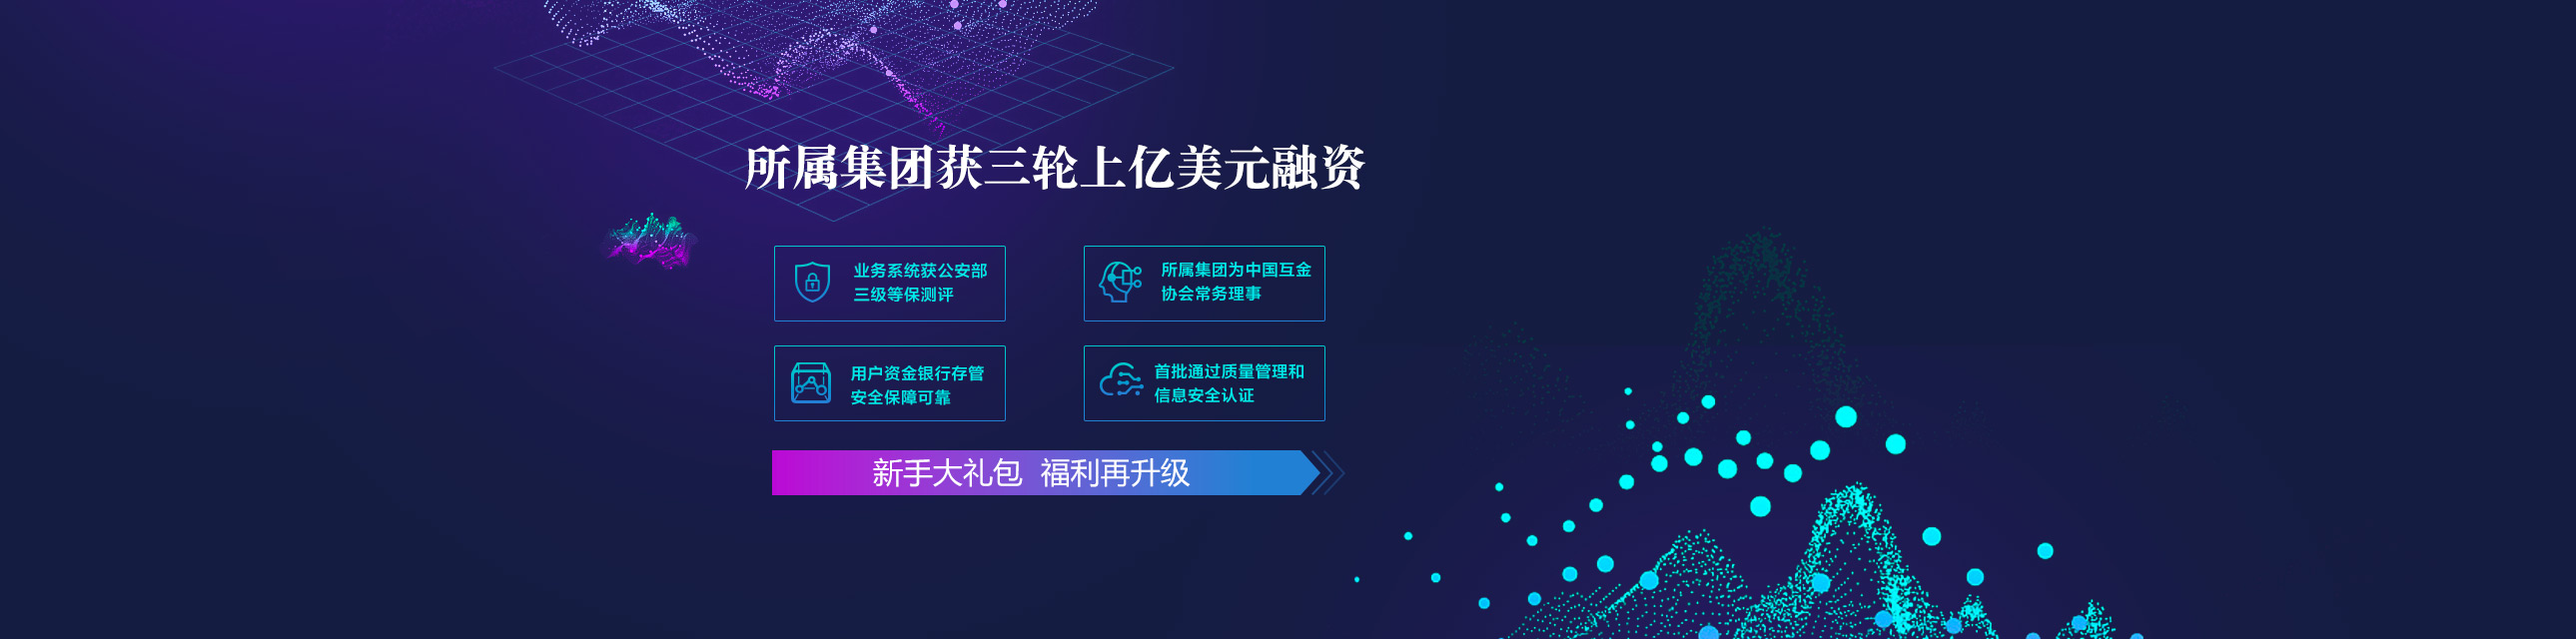 所属集团获三轮上亿美元融资
业务系统获公安部
三级等保测评
所属集团为中国互金
协会常务理事
用户资金银行存管
安全保障可靠
首批通过质量管理和
信息安全认证
新手大礼包 福利再升级